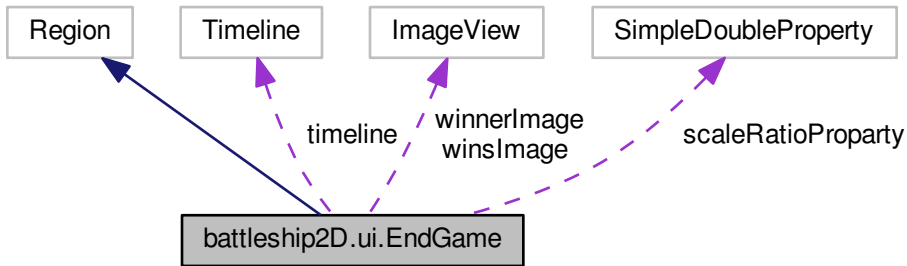 Region
Timeline
ImageView
SimpleDoubleProperty
timeline
winnerImage
winsImage
scaleRatioProparty
battleship2D.ui.EndGame